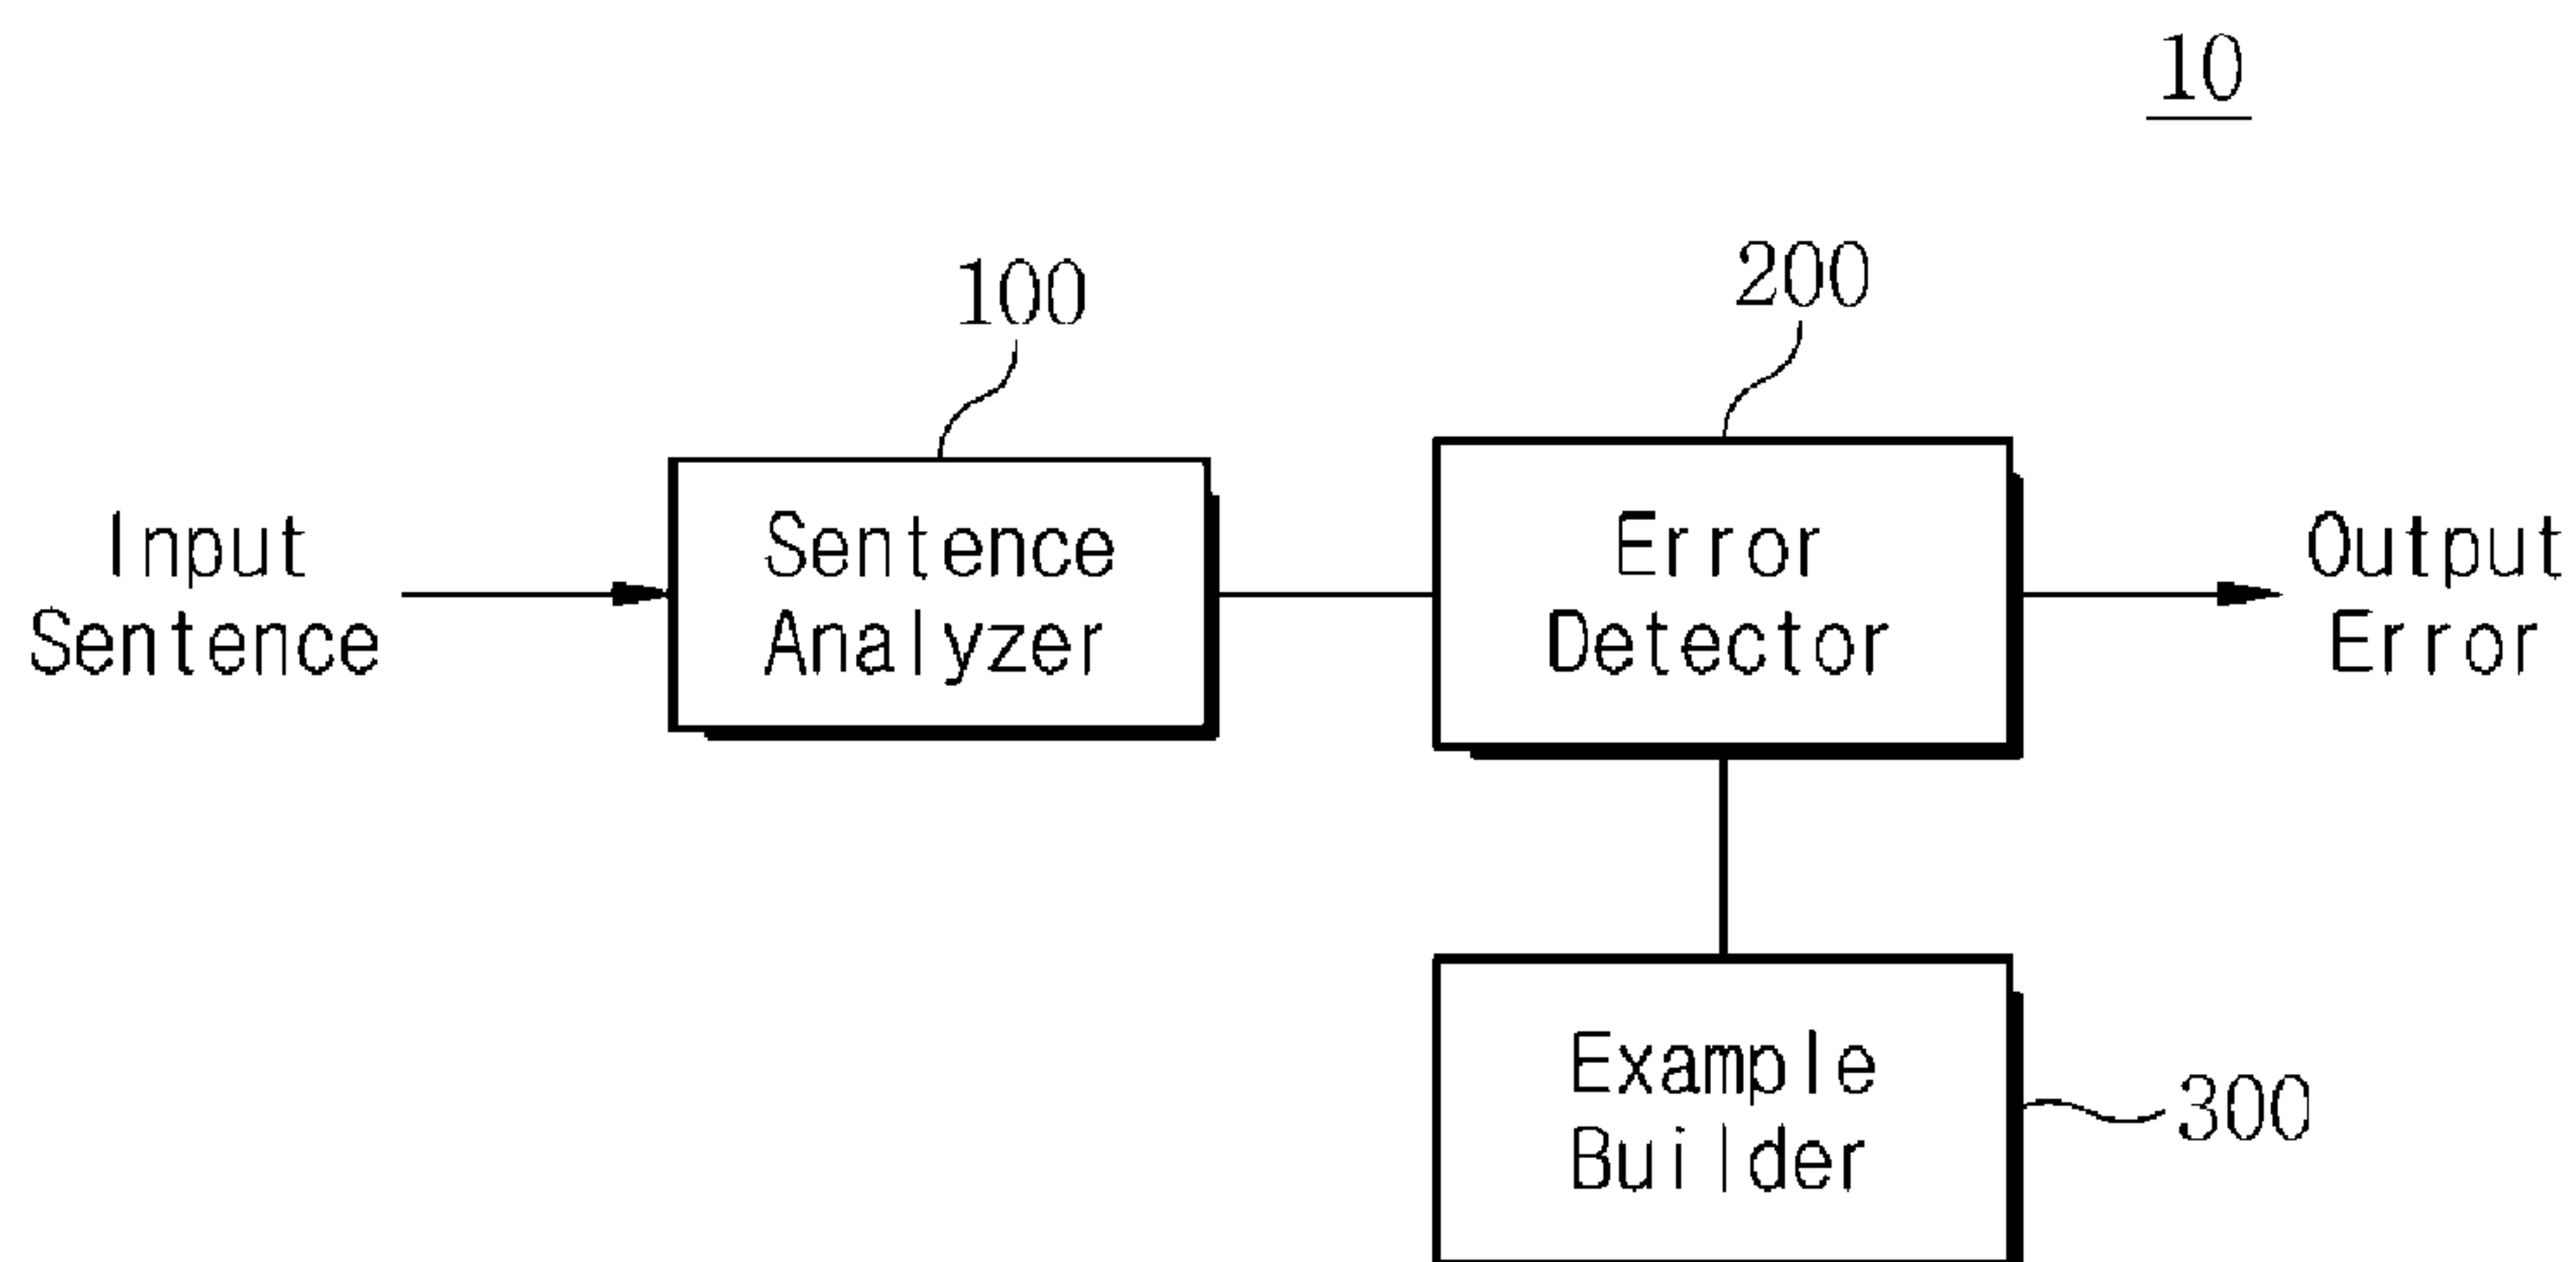 10
100
200
Input
Sentence
Sentence
Analyzer
Error
Detector
Output
Error
Example
Builder
300